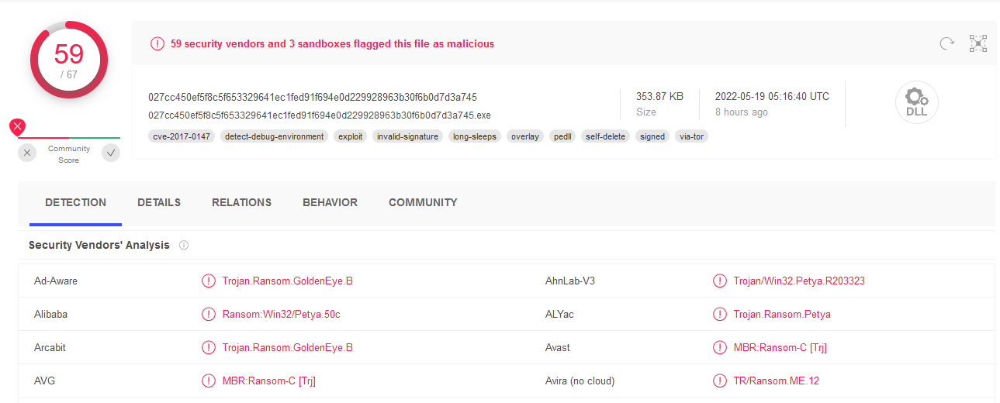 59
/ 67
59 security vendors and 3 sandboxes flagged this file as malicious
027cc450ef5f8c5f653329641ec1fed91f694e0d229928963b30f6b0d7d3a745
027cc450ef5f8c5f653329641ec1fed91f694e0d229928963b30f6b0d7d3a745.exe
353.87 KB
Size
2022-05-19 05:16:40 UTC
8 hours ago
DLL
cve-2017-0147 detect-debug-environment exploit invalid-signature long-sleeps overlay pedll self-delete signed via-tor
Community
Score
DETECTION DETAILS RELATIONS BEHAVIOR COMMUNITY
Security Vendors' Analysis
Ad-Aware Trojan.Ransom.GoldenEye.B AhnLab-V3 Trojan/Win32.Petya.R203323
Alibaba Ransom:Win32/Petya.50c ALYac Trojan.Ransom.Petya
Arcabit Trojan.Ransom.GoldenEye.B Avast MBR:Ransom-C [Trj]
AVG MBR:Ransom-C [Trj] Avira (no cloud) TR/Ransom.ME.12